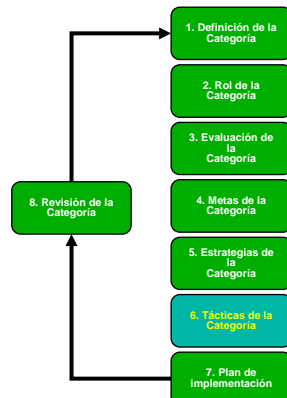 1. Definición de la
Categoría
2. Rol de la
Categoría
3. Evaluación de
la
Categoría
8. Revisión de la
Categoría
4. Metas de la
Categoría
5. Estrategias de
la
Categoría
6. Tácticas de la
Categoría
7. Plan de
implementación